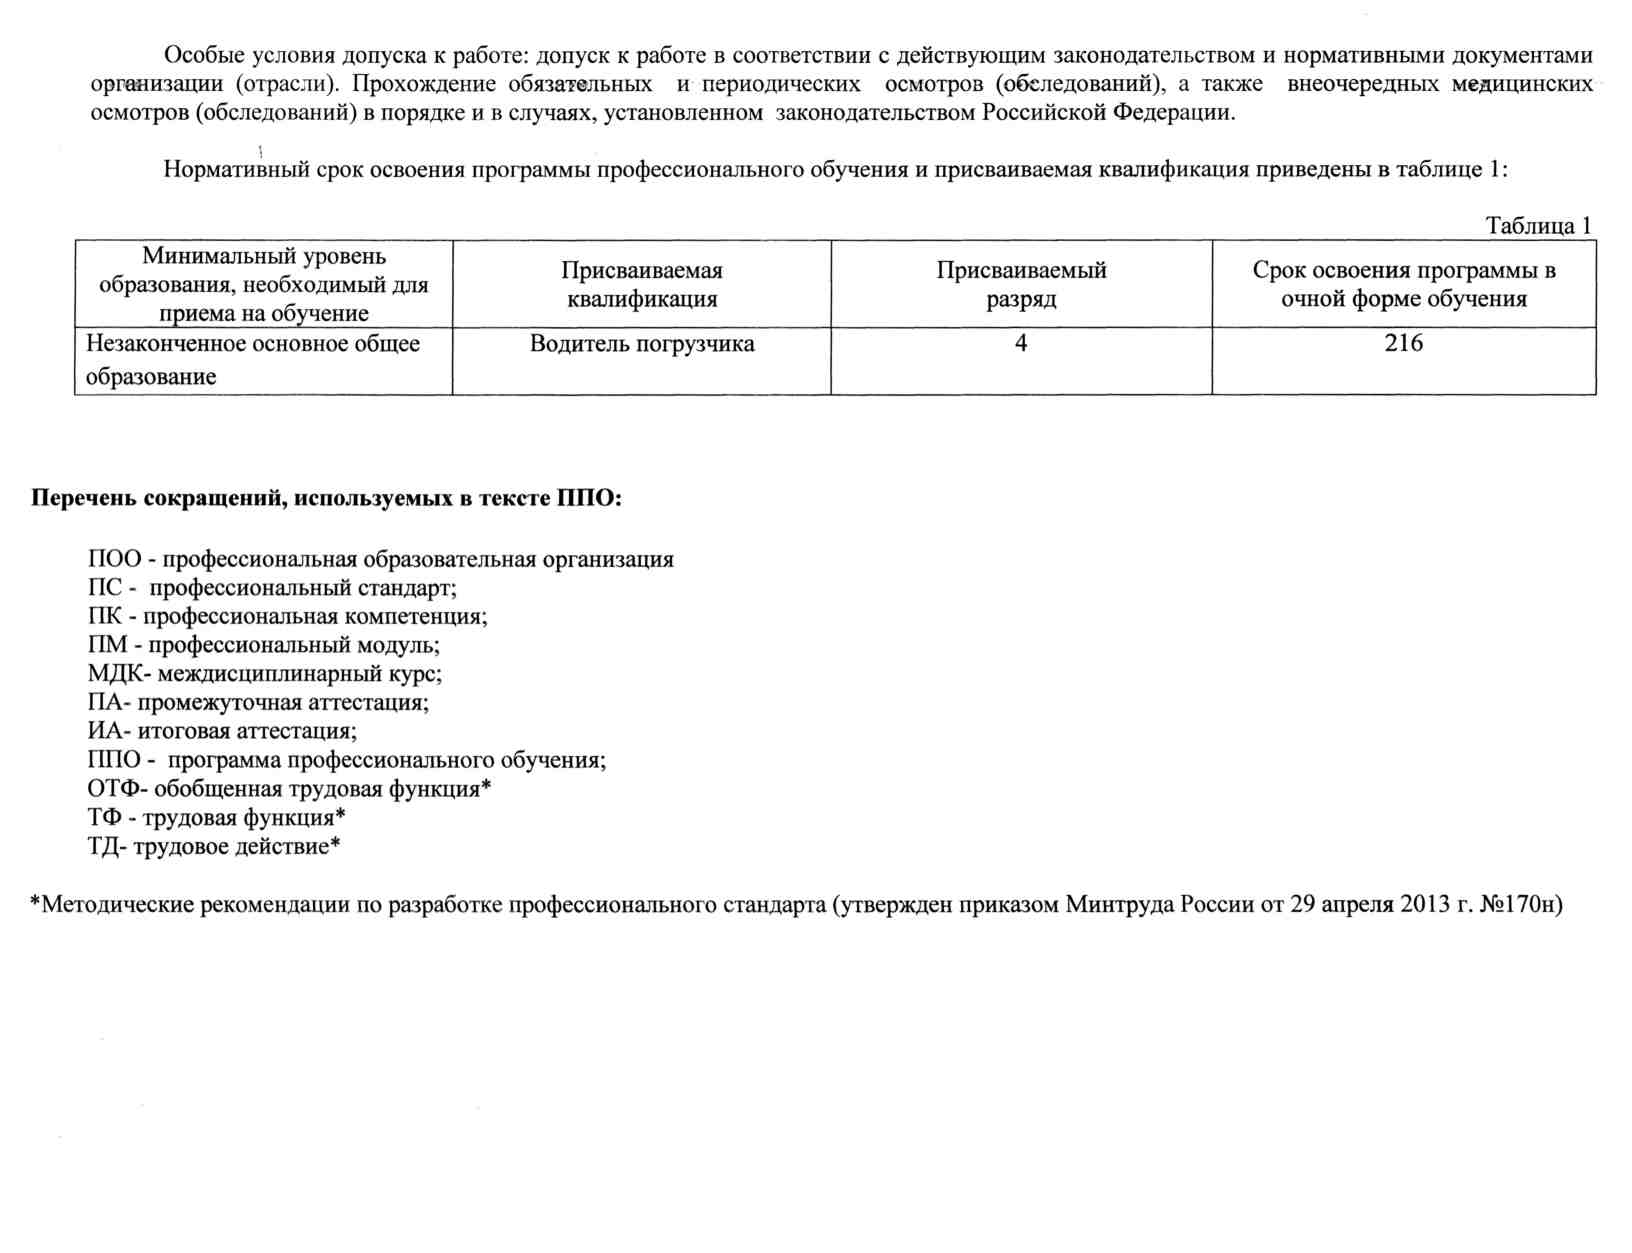 Особые условия допуска к работе: допуск к работе в соответствии с действующим законодательством и нормативными документами
организации (отрасли). Прохождение обязательных и периодических осмотров (обследований), а также внеочередных медицинских
осмотров (обследований) в порядке и в случаях, установленном законодательством Российской Федерации.
Нормативный срок освоения программы профессионального обучения и присваиваемая квалификация приведены в таблице 1:
Таблица 1
Минимальный уровень
образования, необходимый для
приема на обучение
Присваиваемая
квалификация
Присваиваемый
разряд
Срок освоения программы в
очной форме обучения
Незаконченное основное общее
образование
Водитель погрузчика
4
216
Перечень сокращений, используемых в тексте ППО:
ПОО - профессиональная образовательная организация
ПС - профессиональный стандарт;
ПК - профессиональная компетенция;
ПМ - профессиональный модуль;
МДК- междисциплинарный курс;
ПА- промежуточная аттестация;
ИА- итоговая аттестация;
ППО - программа профессионального обучения;
ОТФ- обобщенная трудовая функция*
ТФ - трудовая функция*
ТД- трудовое действие*
*Методические рекомендации по разработке профессионального стандарта (утвержден приказом Минтруда России от 29 апреля 2013 г. №170н)